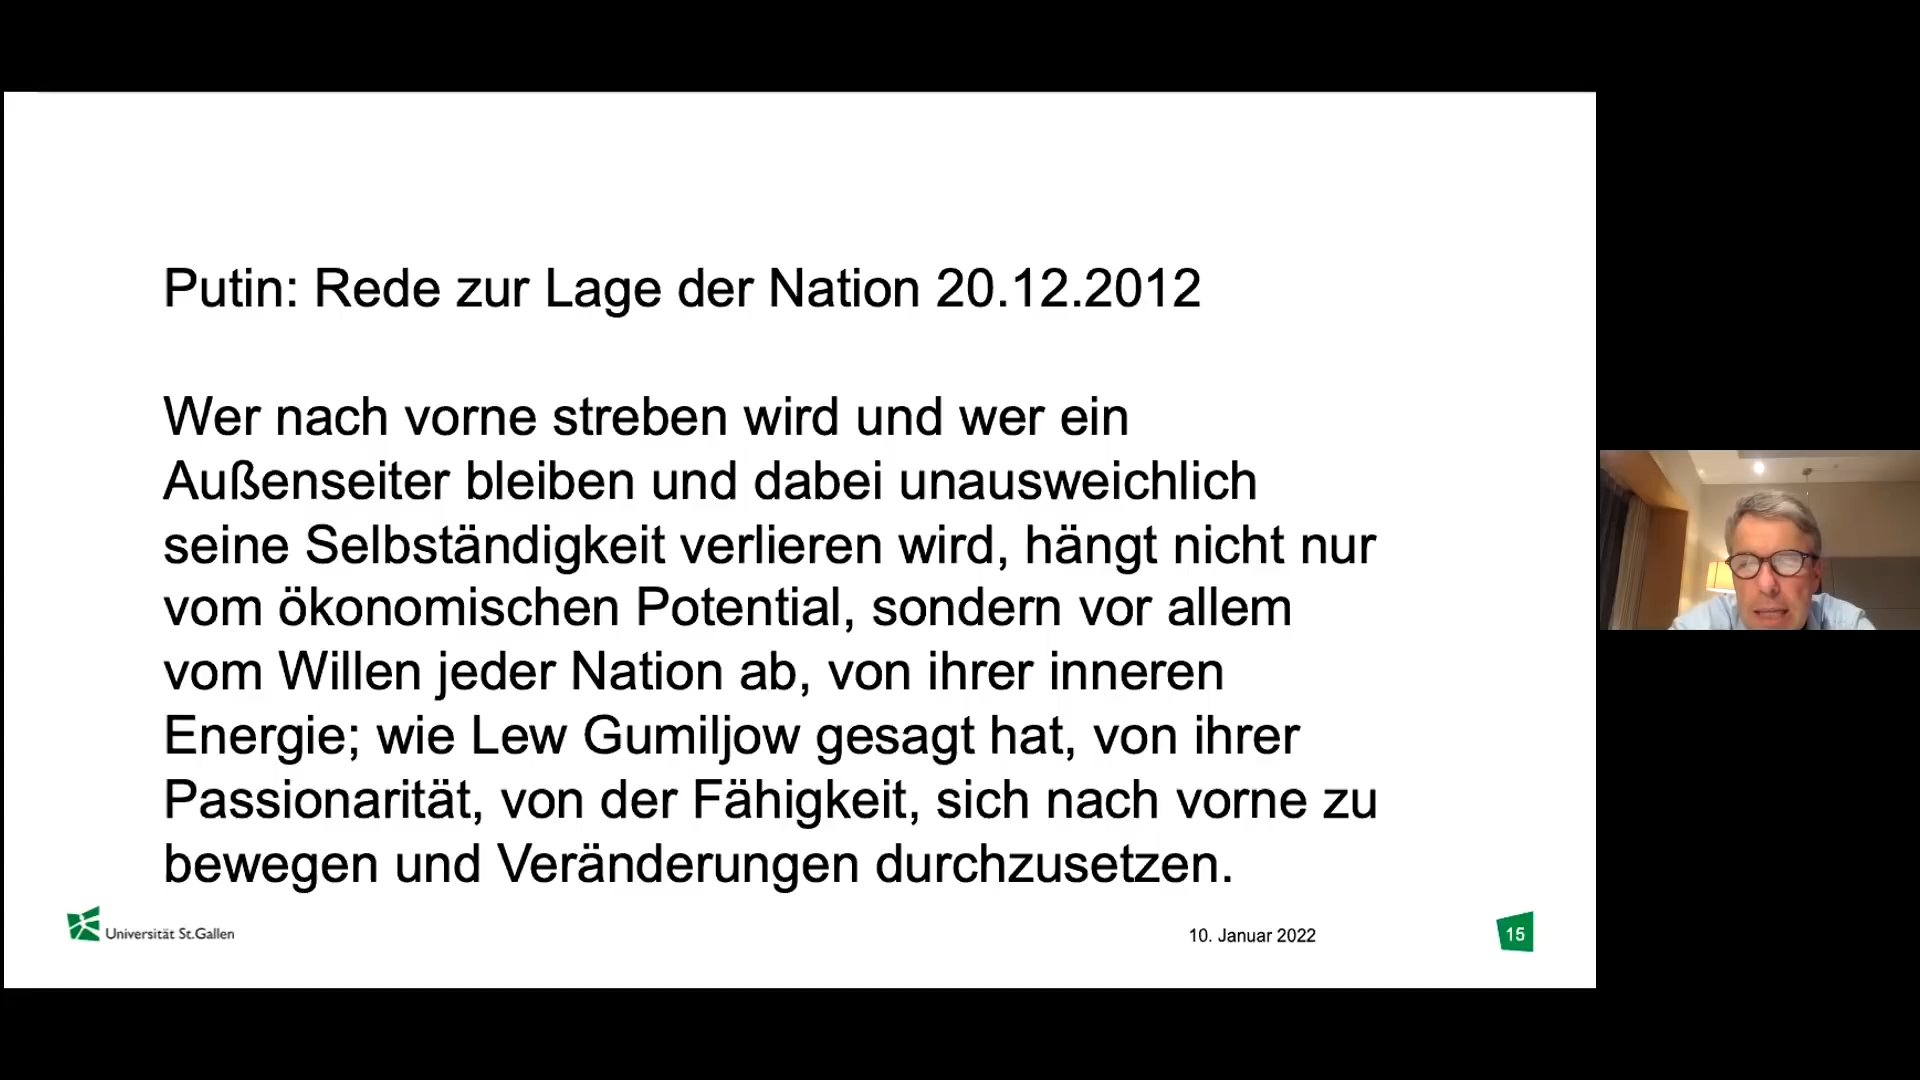 Putin: Rede zur Lage der Nation 20.12.2012
Wer nach vorne streben wird und wer ein
Außenseiter bleiben und dabei unausweichlich
seine Selbständigkeit verlieren wird, hängt nicht nur
vom ökonomischen Potential, sondern vor allem
vom Willen jeder Nation ab, von ihrer inneren
Energie; wie Lew Gumiljow gesagt hat, von ihrer
Passionarität, von der Fähigkeit, sich nach vorne zu
bewegen und Veränderungen durchzusetzen.
Universität St.Gallen
10. Januar 2022
15